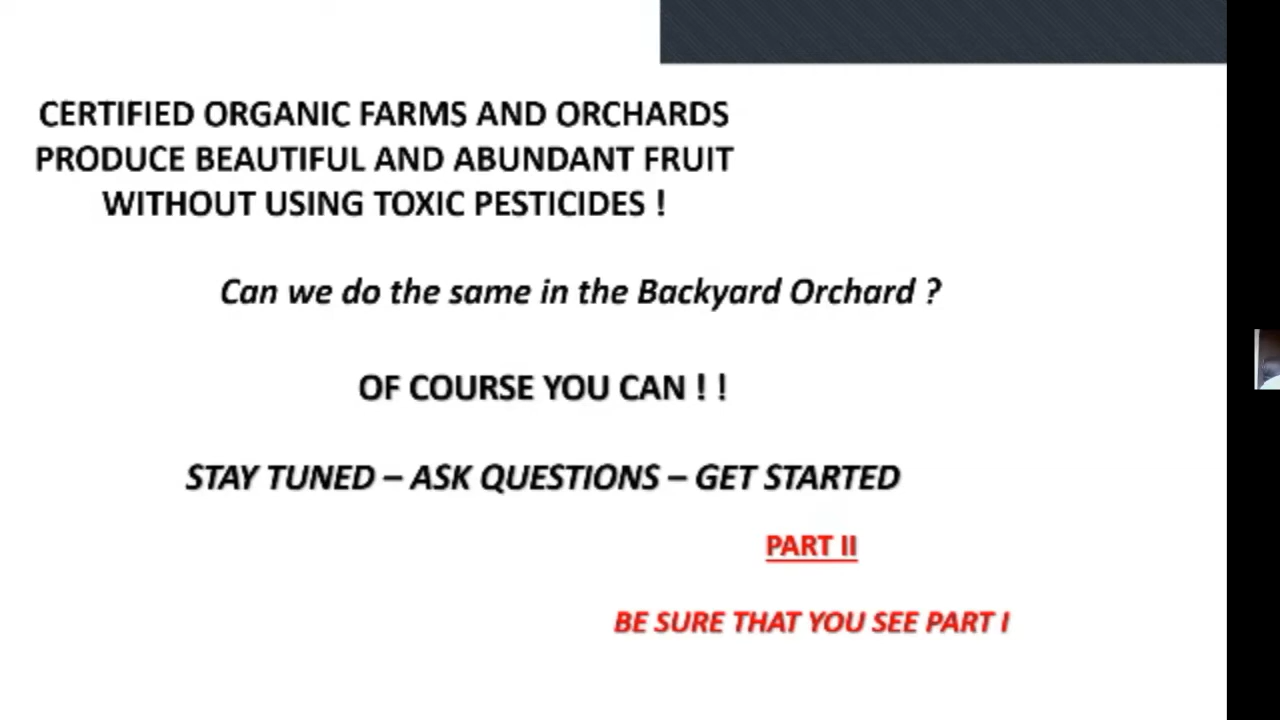 CERTIFIED ORGANIC FARMS AND ORCHARDS
PRODUCE BEAUTIFUL AND ABUNDANT FRUIT
WITHOUT USING TOXIC PESTICIDES !
Can we do the same in the Backyard Orchard ?
OF COURSE YOU CAN ! !
STAY TUNED – ASK QUESTIONS – GET STARTED
PART II
BE SURE THAT YOU SEE PART I